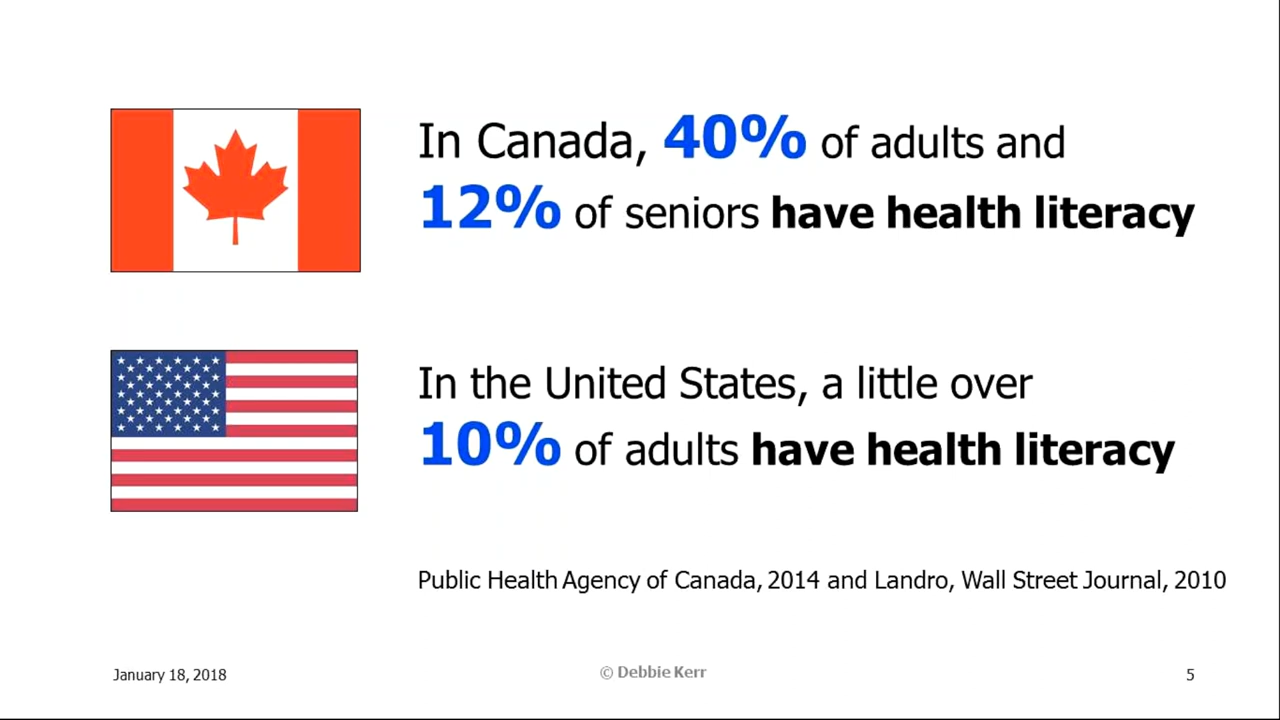 In Canada, 40% of adults and
12% of seniors have health literacy
In the United States, a little over
10% of adults have health literacy
Public Health Agency of Canada, 2014 and Landro, Wall Street Journal, 2010
January 18, 2018
© Debbie Kerr
5